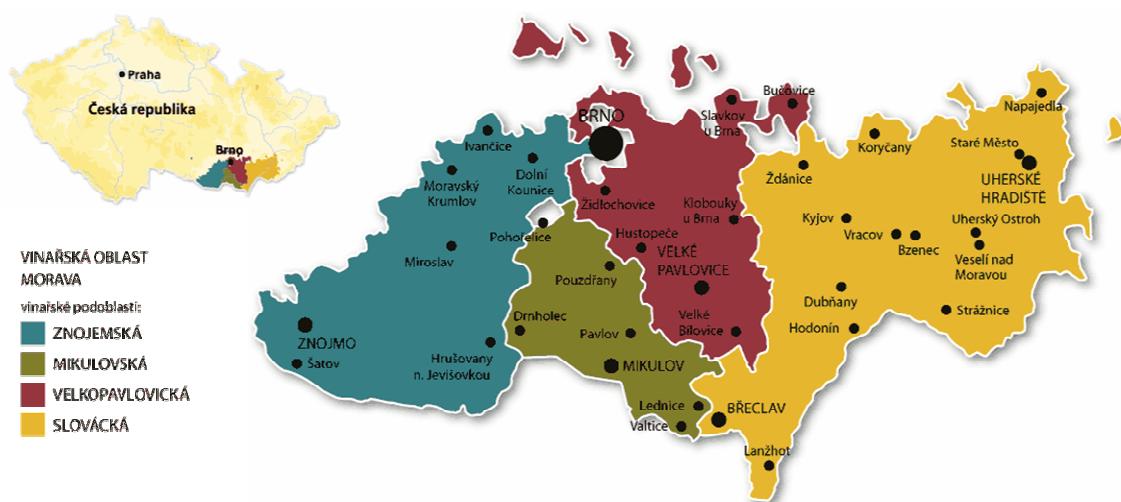 Praha
Česká republika
Brno
VINAŘSKÁ OBLAST
MORAVA
vinařské podoblasti:
ZNOJEMSKÁ
MIKULOVSKÁ
VELKOPAVLOVICKÁ
SLOVÁCKÁ
BRNO
Ivančice
Dolní
Kounice
Moravský
Krumlov
Miroslav
ZNOJMO
Šatov
Hrušovany
n. Jevišovkou
Pohořelice
Pouzdřany
Drnholec
Pavlov
MIKULOV
Lednice
Valtice
Slavkov
u Brna
Bučovice
Židlochovice
Klobouky
u Brna
Hustopeče
VELKÉ
PAVLOVICE
Velké
Bílovice
Napajedla
Koryčany
Staré Město
Ždánice
UHERSKÉ
HRADIŠTĚ
Kyjov
Vracov
Bzenec
Uherský Ostroh
Veselí nad
Moravou
Dubňany
Strážnice
Hodonín
BŘECLAV
Lanžhot